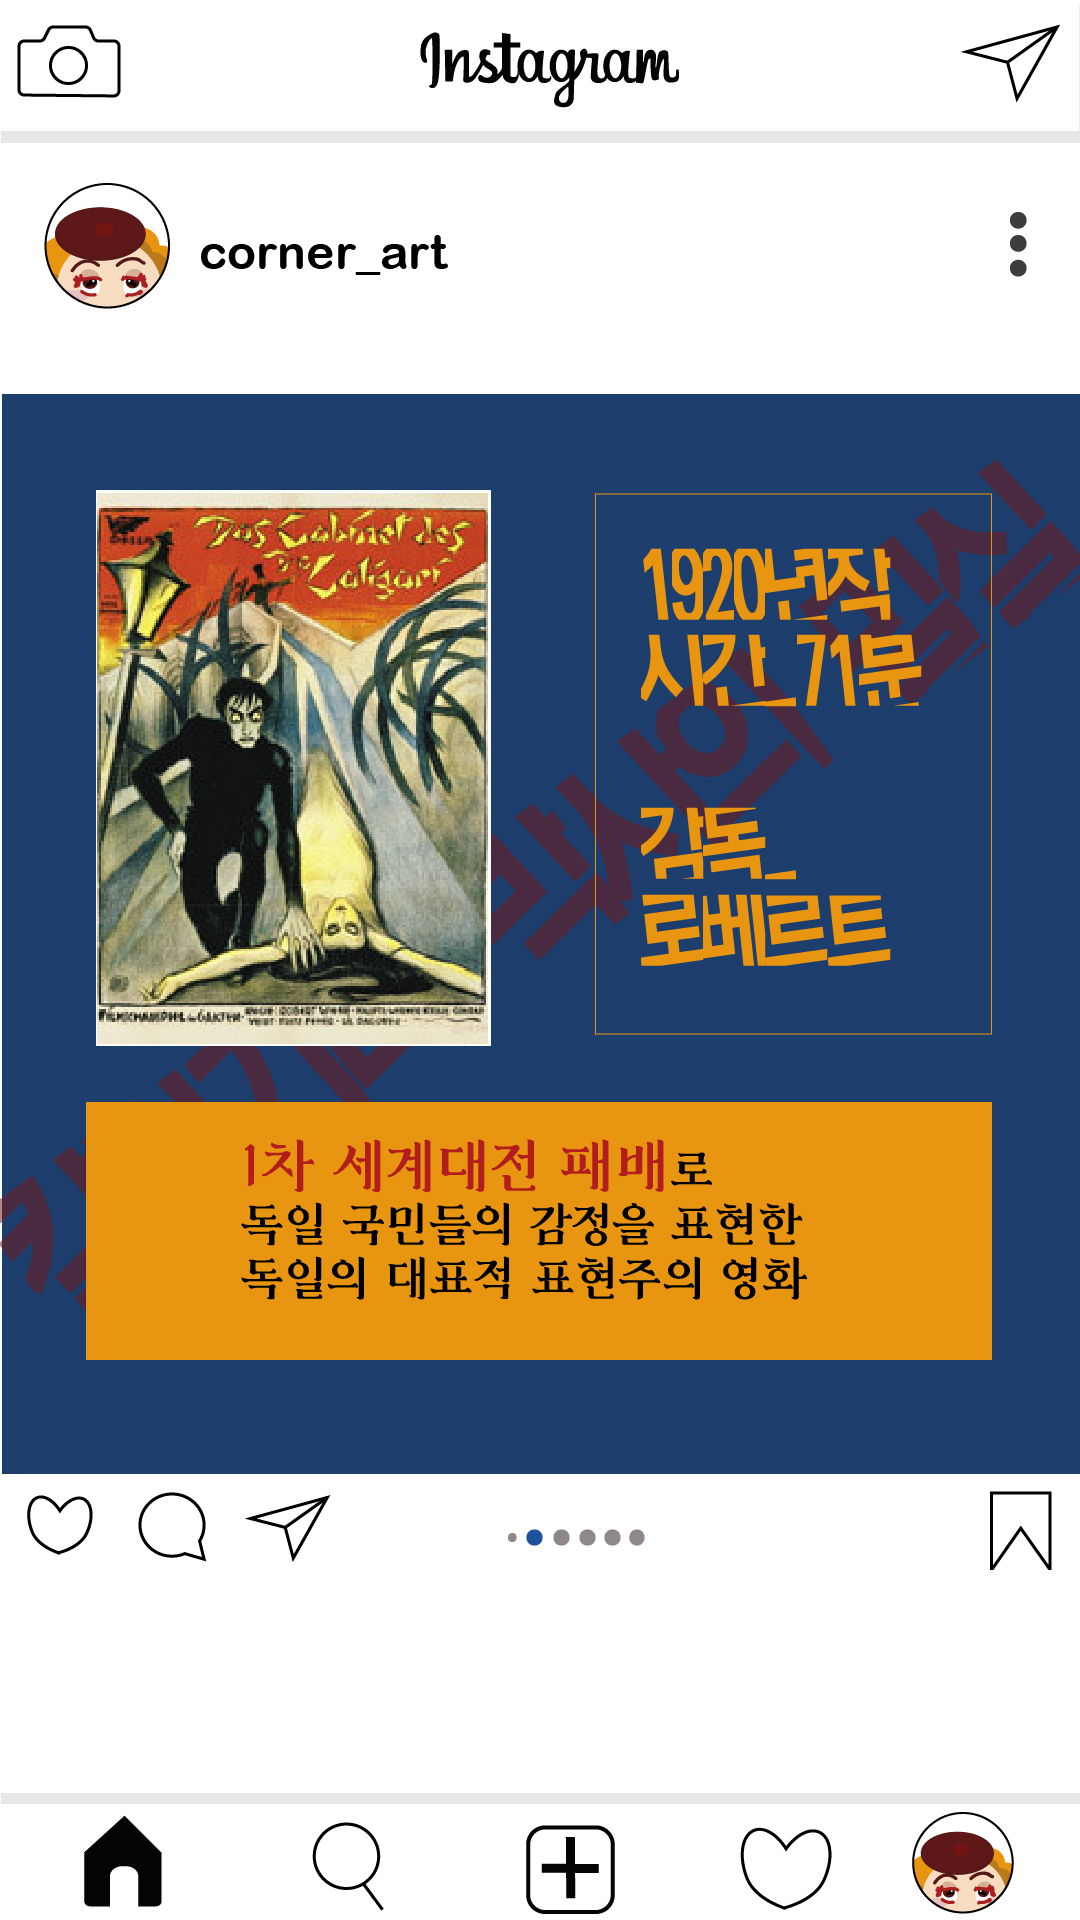 Instagram
corner_art
Das Cabinet des
Dr. Caligari
1920년작
시간_71분
감독_
로베르트
1차 세계대전 패배로
독일 국민들의 감정을 표현한
독일의 대표적 표현주의 영화